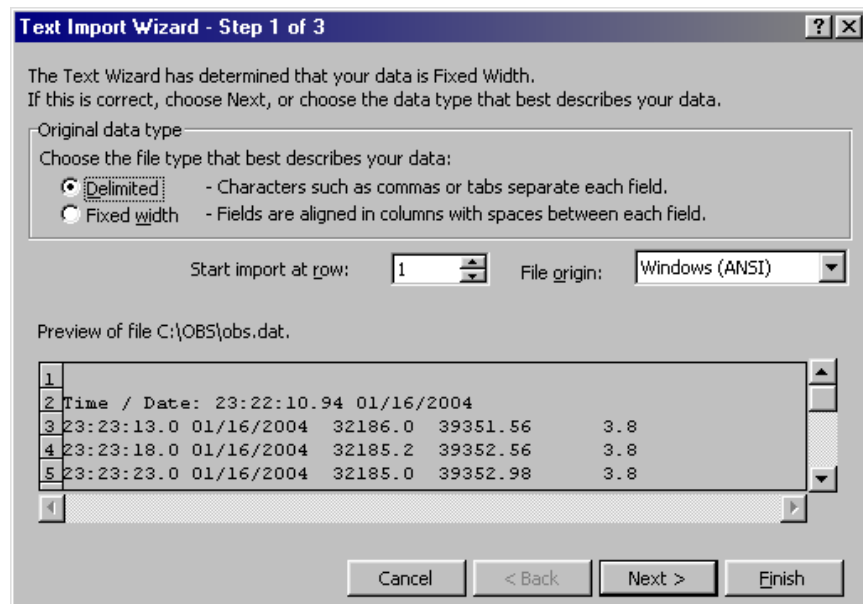 Text Import Wizard - Step 1 of 3
The Text Wizard has determined that your data is Fixed Width.
If this is correct, choose Next, or choose the data type that best describes your data.
Original data type
Choose the file type that best describes your data:
Delimited - Characters such as commas or tabs separate each field.
Fixed width - Fields are aligned in columns with spaces between each field.
Start import at row: 1 File origin: Windows (ANSI)
Preview of file C:\OBS\obs.dat.
1
2 Time / Date: 23:22:10.94 01/16/2004
3 23:23:13.0 01/16/2004 32186.0 39351.56 3.8
4 23:23:18.0 01/16/2004 32185.2 39352.56 3.8
5 23:23:23.0 01/16/2004 32185.0 39352.98 3.8
Cancel < Back Next > Finish